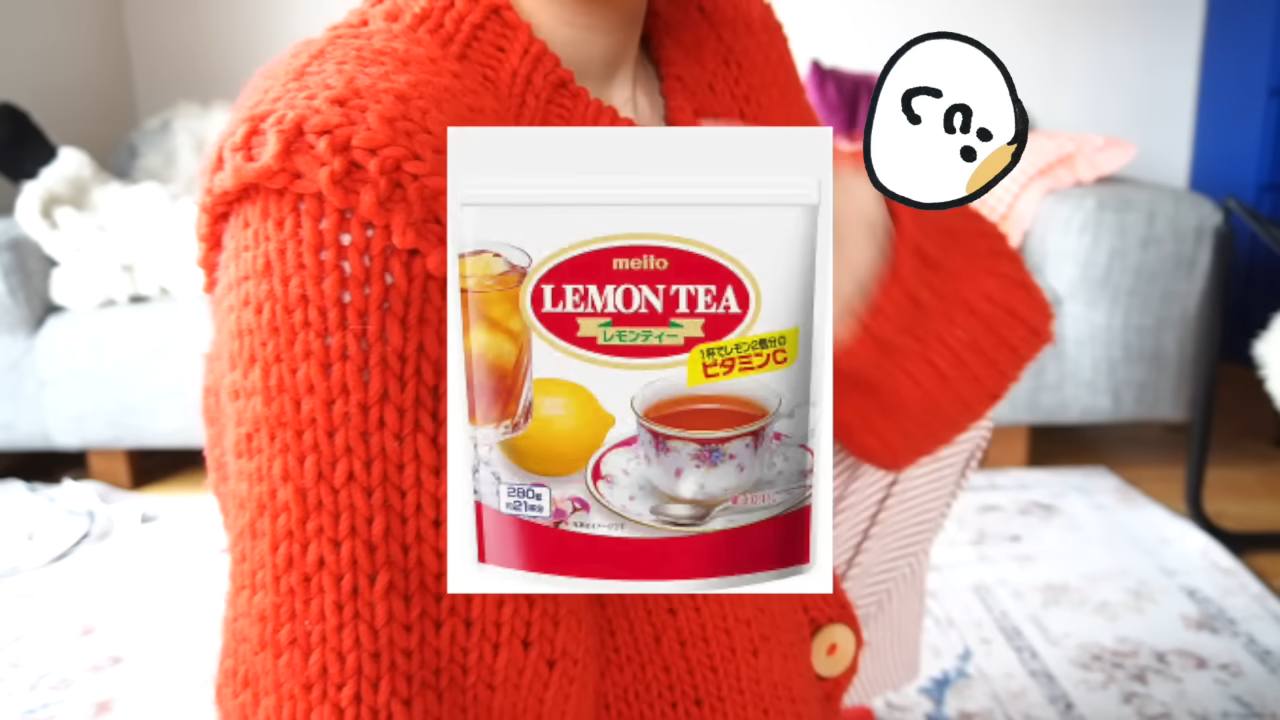 meito
LEMON TEA
レモンティー
1杯でレモン2個分の
ビタミンC
280g
約21杯分